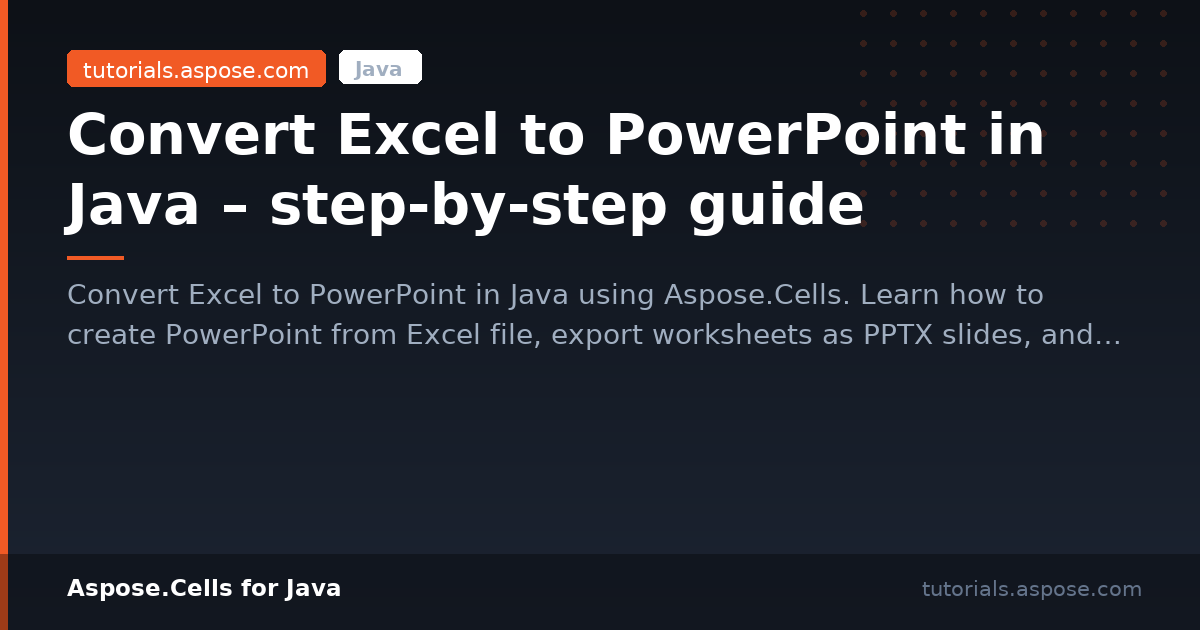 tutorials.aspose.com
Java
Convert Excel to PowerPoint in
Java – step-by-step guide
Convert Excel to PowerPoint in Java using Aspose.Cells. Learn how to
create PowerPoint from Excel file, export worksheets as PPTX slides, and…
Aspose.Cells for Java
tutorials.aspose.com